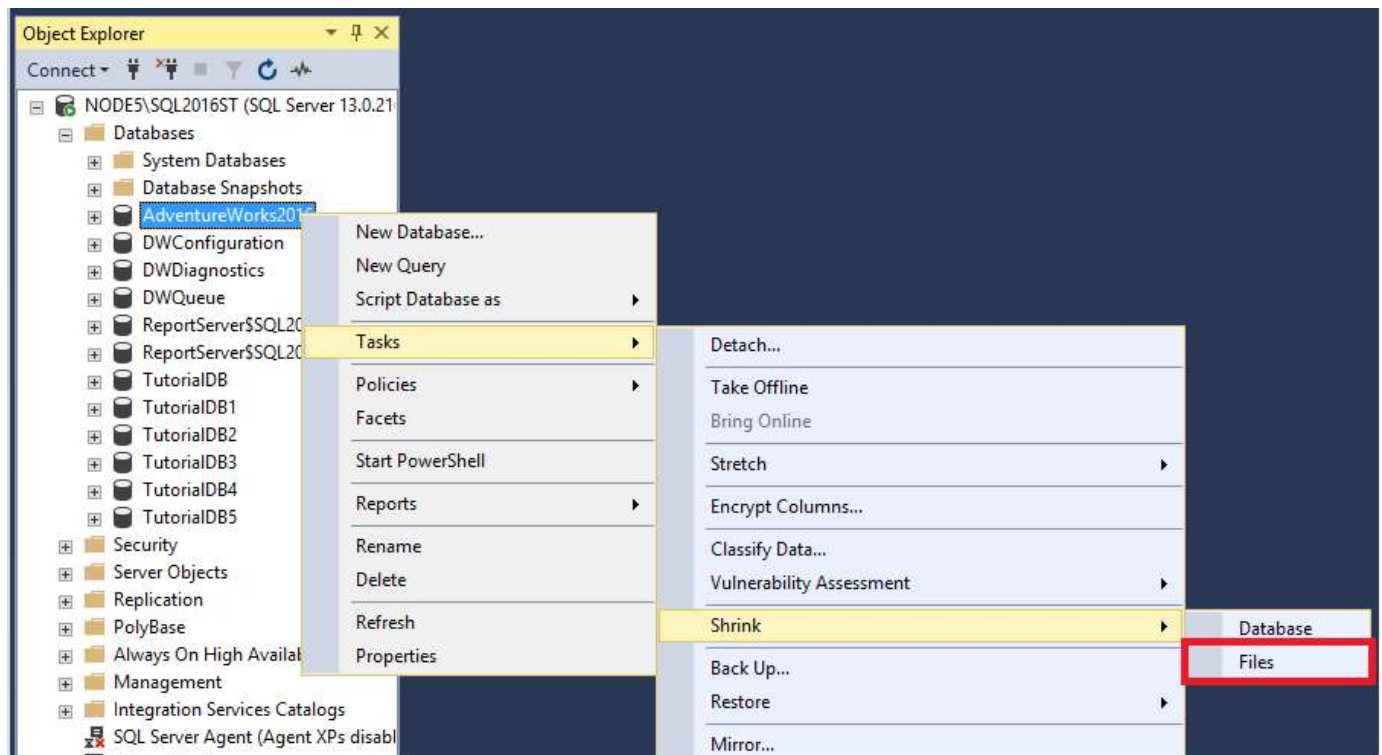 Object Explorer
Connect
NODE5\SQL2016ST (SQL Server 13.0.21
Databases
System Databases
Database Snapshots
AdventureWorks2016
DWConfiguration
DWDiagnostics
DWQueue
ReportServer$SQL20
ReportServer$SQL20
TutorialDB
TutorialDB1
TutorialDB2
TutorialDB3
TutorialDB4
TutorialDB5
Security
Server Objects
Replication
PolyBase
Always On High Availab
Management
Integration Services Catalogs
SQL Server Agent (Agent XPs disabl
New Database...
New Query
Script Database as
Tasks
Policies
Facets
Start PowerShell
Reports
Rename
Delete
Refresh
Properties
Detach...
Take Offline
Bring Online
Stretch
Encrypt Columns...
Classify Data...
Vulnerability Assessment
Shrink
Back Up...
Restore
Mirror...
Database
Files